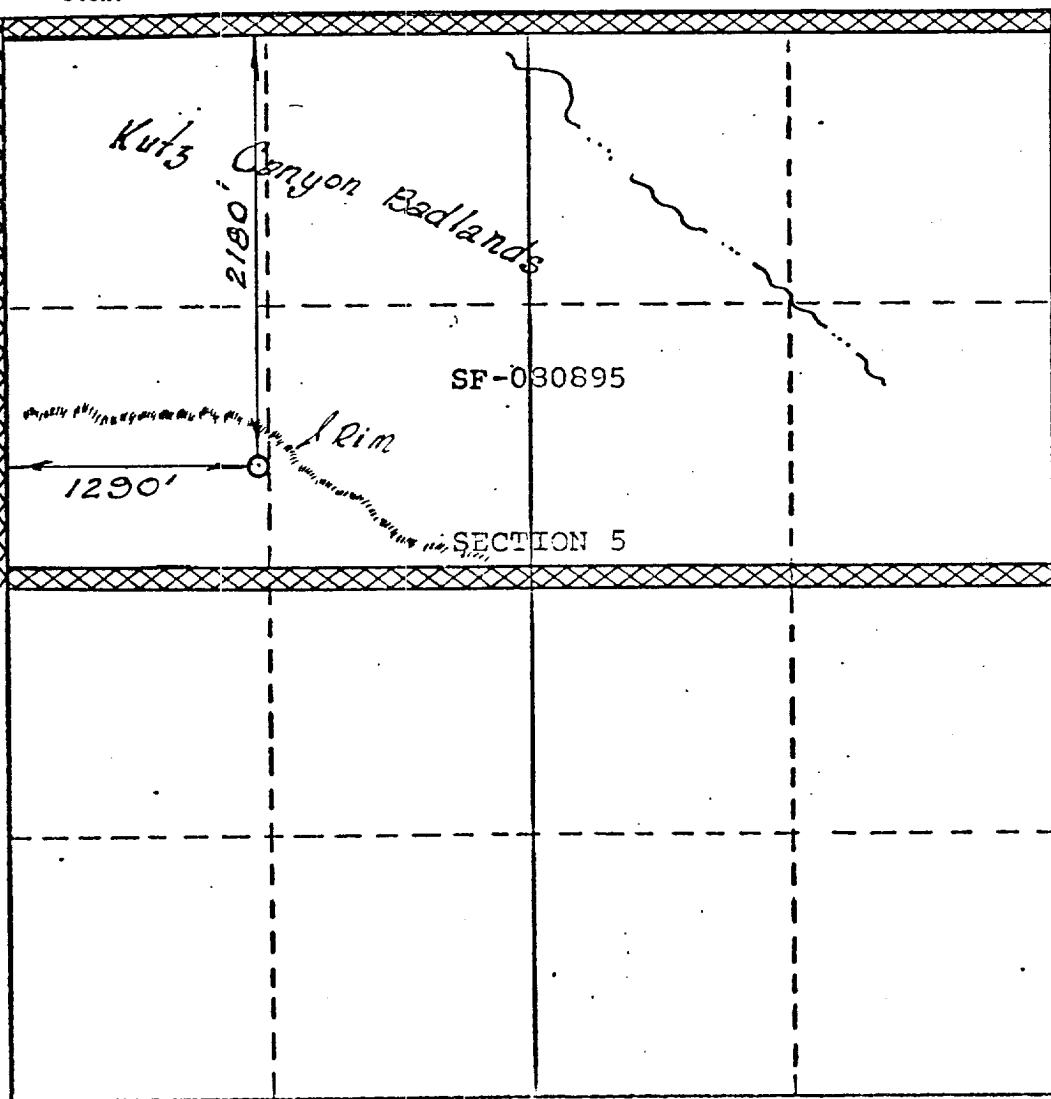 Kutz Canyon Badlands
2180'
SF-080895
Rim
1290'
SECTION 5